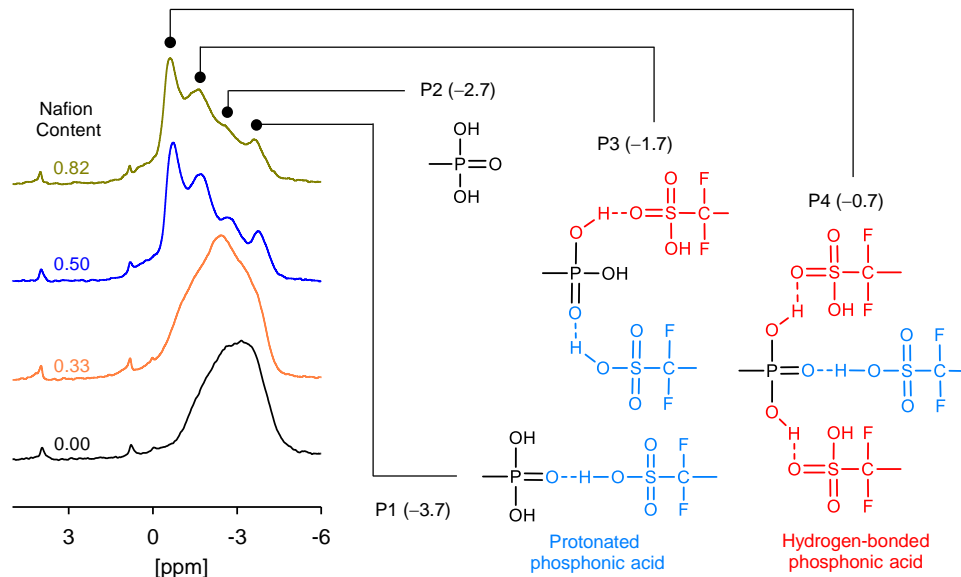 Nafion
Content
0.82
0.50
0.33
0.00
3
0
-3
-6
[ppm]
P2 (−2.7)
OH
P
O
OH
P3 (−1.7)
H
O
O
S
C
F
F
O
OH
P
OH
O
H
O
O
S
C
F
F
O
P4 (−0.7)
O
F
O
S
C
OH
F
H
O
P
O
H
O
O
S
C
F
F
O
O
H
OH
F
O
S
C
O
F
P1 (−3.7)
OH
P
O
H
O
O
S
C
F
F
O
OH
Protonated
phosphonic acid
Hydrogen-bonded
phosphonic acid